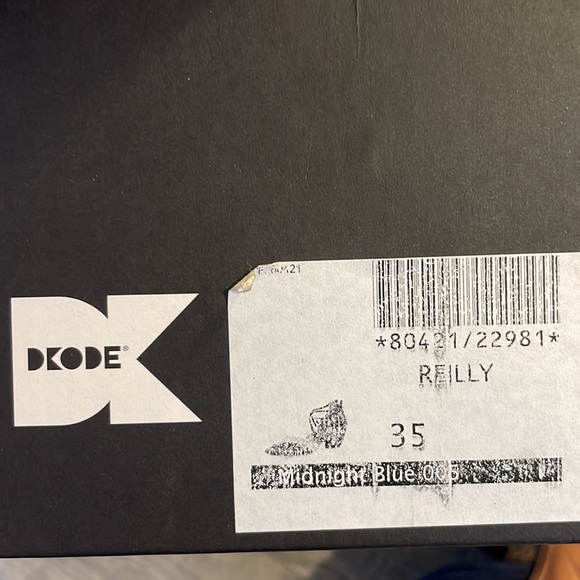 DKODE®
*80421/22981*
REILLY
35
Midnight Blue 005